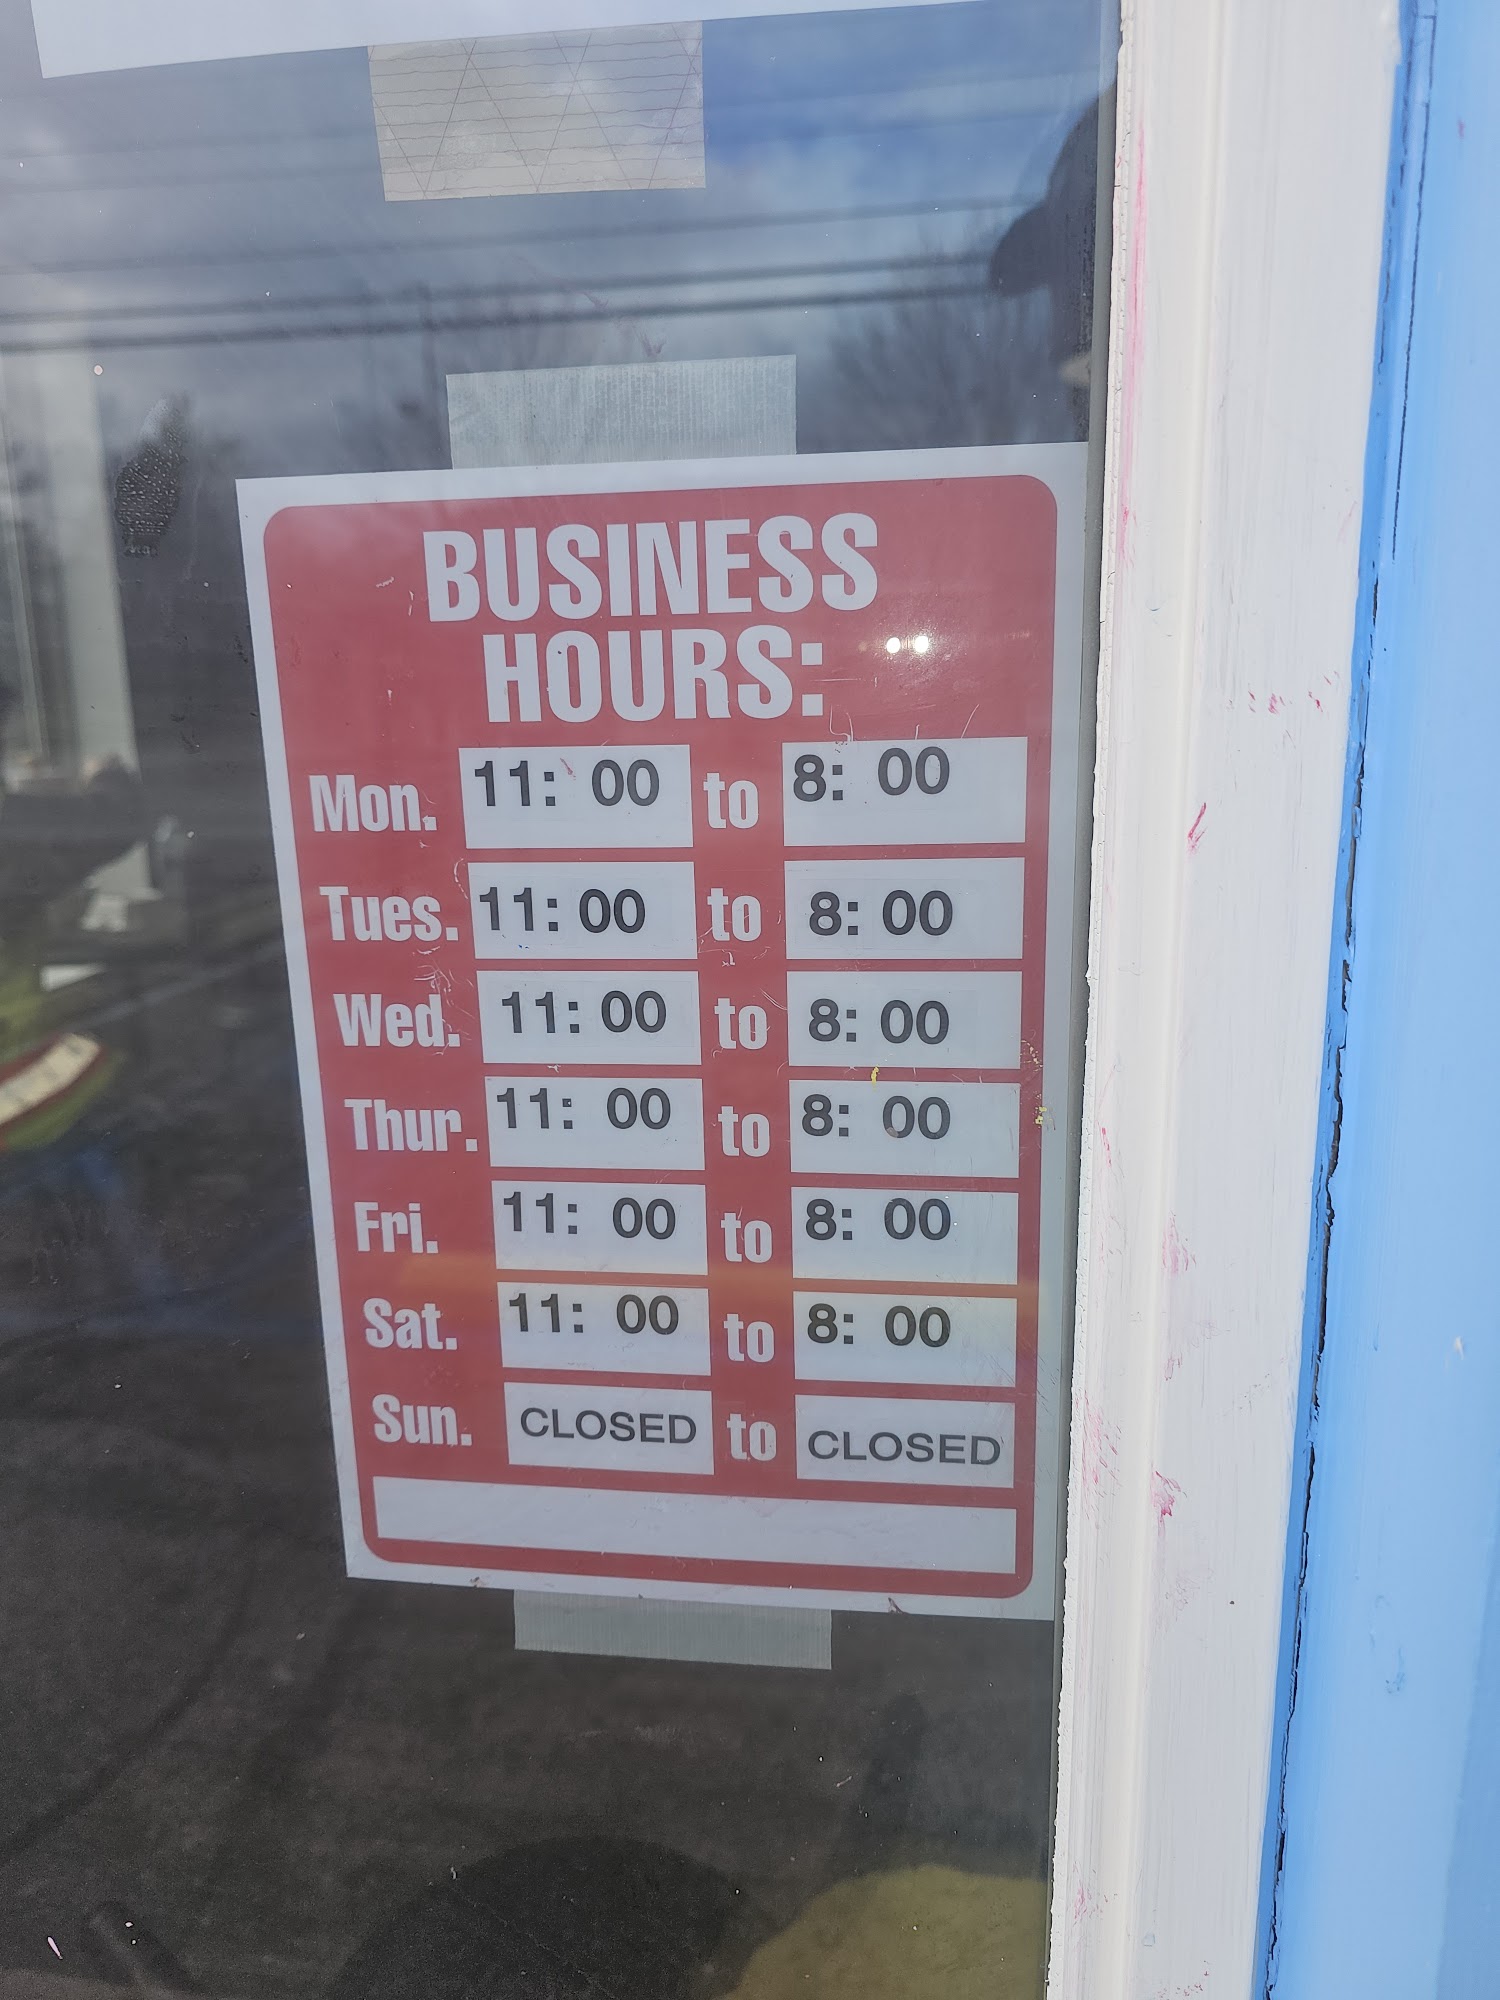 BUSINESS
HOURS:
Mon. 11: 00 to 8: 00
Tues. 11: 00 to 8: 00
Wed. 11: 00 to 8: 00
Thur. 11: 00 to 8: 00
Fri. 11: 00 to 8: 00
Sat. 11: 00 to 8: 00
Sun. CLOSED to CLOSED